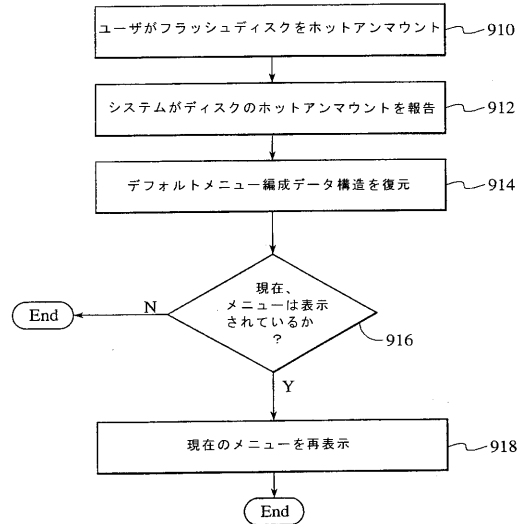 ユーザがフラッシュディスクをホットアンマウント
910
システムがディスクのホットアンマウントを報告
912
デフォルトメニュー編成データ構造を復元
914
現在、
メニューは表示
されているか
?
916
N
End
Y
現在のメニューを再表示
918
End